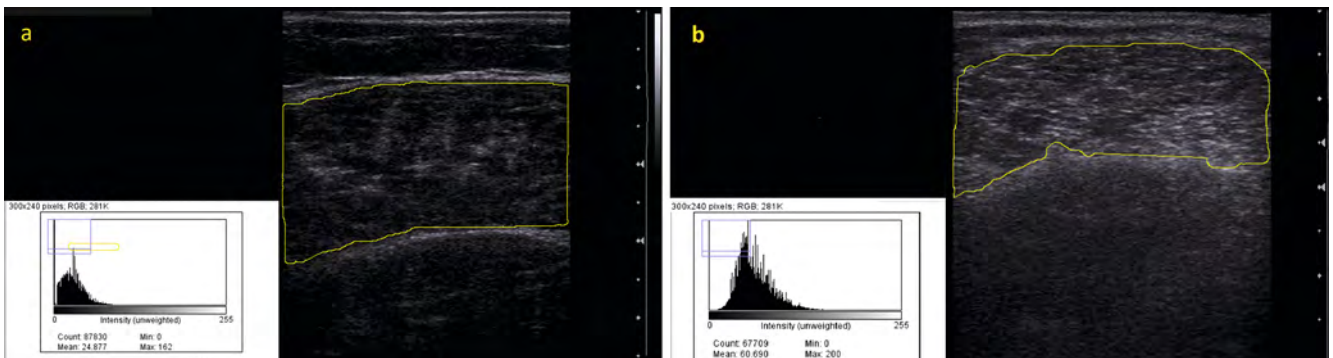 a
300x240 pixels; RGB; 281K
0
Intensity (unweighted)
255
Count: 87830
Min: 0
Mean: 24.877
Max: 162
b
300x240 pixels; RGB; 281K
0
Intensity (unweighted)
255
Count: 67709
Min: 0
Mean: 60.690
Max: 200